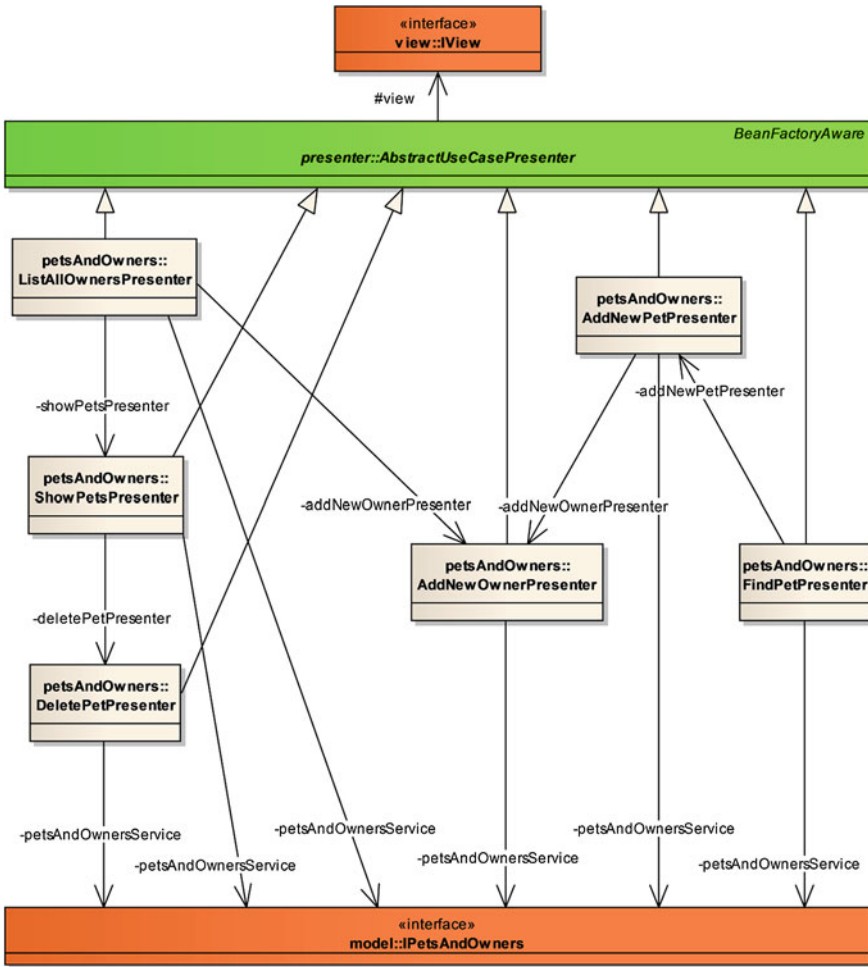 «interface»
view::IView
#view
BeanFactoryAware
presenter::AbstractUseCasePresenter
petsAndOwners::
ListAllOwnersPresenter
petsAndOwners::
AddNewPetPresenter
-showPetsPresenter
-addNewPetPresenter
petsAndOwners::
ShowPetsPresenter
-addNewOwnerPresenter
-addNewOwnerPresenter
petsAndOwners::
AddNewOwnerPresenter
petsAndOwners::
FindPetPresenter
-deletePetPresenter
petsAndOwners::
DeletePetPresenter
-petsAndOwnersService
-petsAndOwnersService
-petsAndOwnersService
-petsAndOwnersService
-petsAndOwnersService
-petsAndOwnersService
«interface»
model::IPetsAndOwners